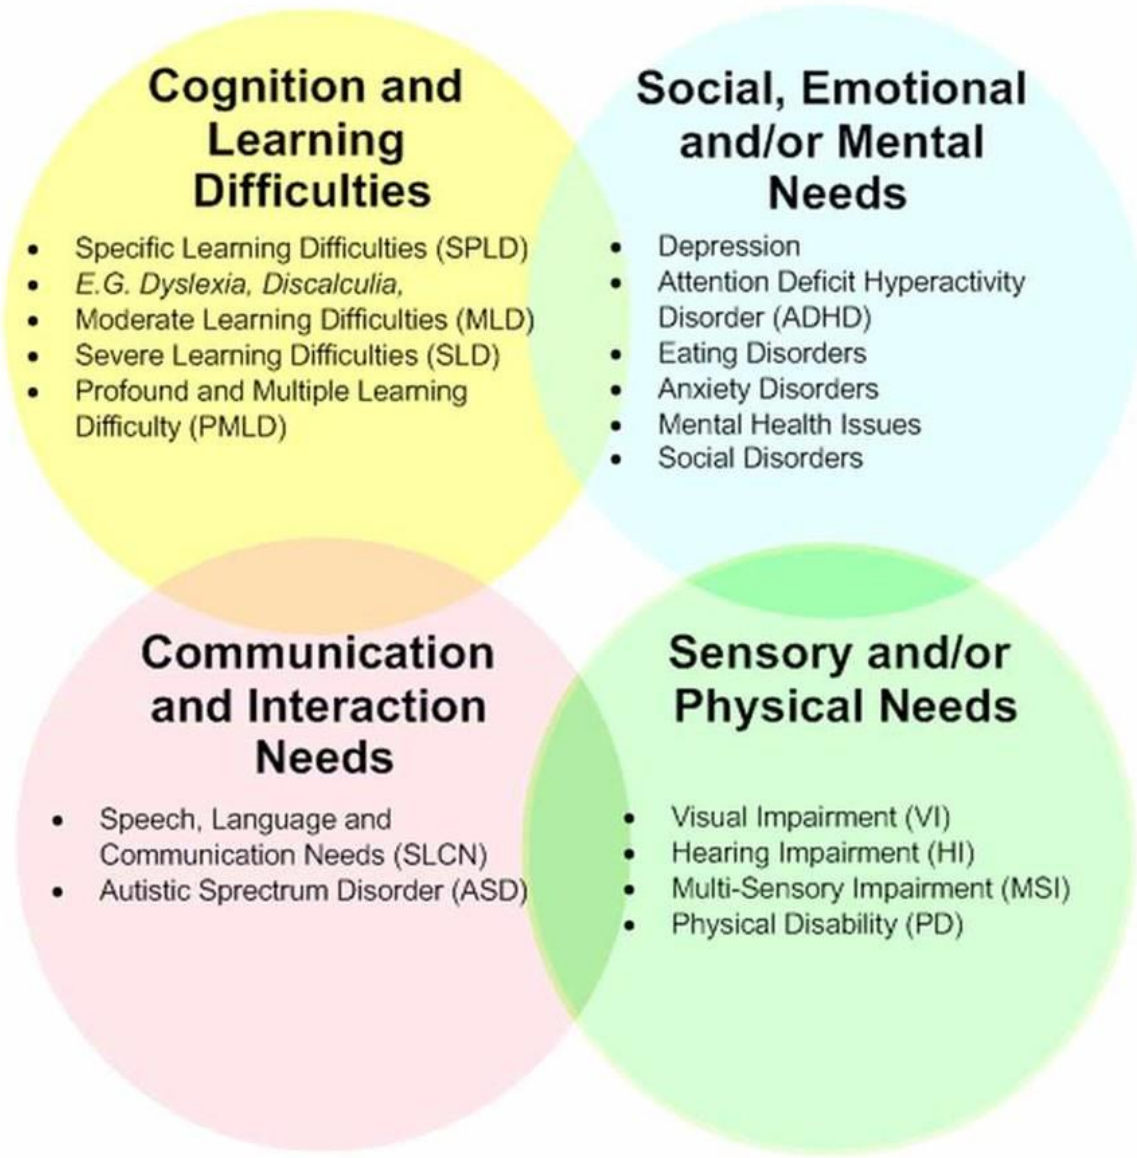 Cognition and
Learning
Difficulties
• Specific Learning Difficulties (SPLD)
• E.G. Dyslexia, Discalculia,
• Moderate Learning Difficulties (MLD)
• Severe Learning Difficulties (SLD)
• Profound and Multiple Learning
Difficulty (PMLD)
Social, Emotional
and/or Mental
Needs
• Depression
• Attention Deficit Hyperactivity
Disorder (ADHD)
• Eating Disorders
• Anxiety Disorders
• Mental Health Issues
• Social Disorders
Communication
and Interaction
Needs
• Speech, Language and
Communication Needs (SLCN)
• Autistic Sprectrum Disorder (ASD)
Sensory and/or
Physical Needs
• Visual Impairment (VI)
• Hearing Impairment (HI)
• Multi-Sensory Impairment (MSI)
• Physical Disability (PD)